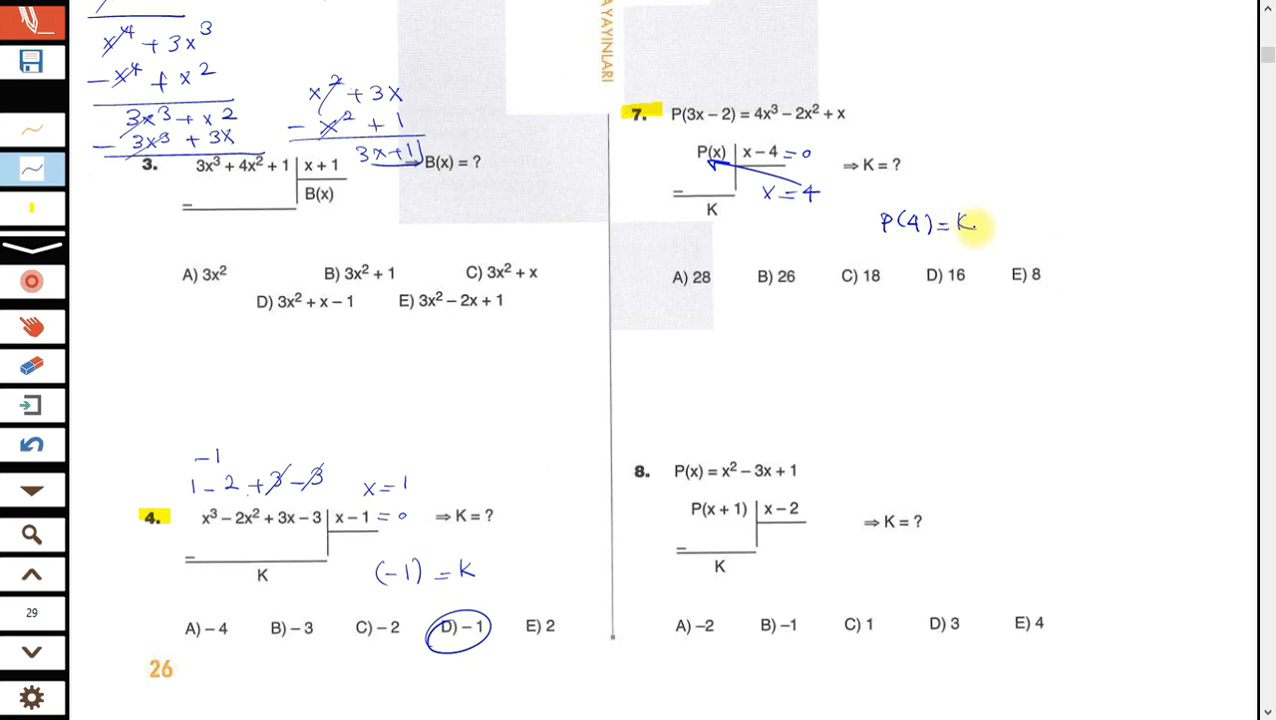 x⁴ + 3x³
− x⁴ + x²
3x³ + x²
− 3x³ + 3x
x² + 3x
− x² + 1
3x+1
3. 3x³ + 4x² + 1 | x + 1
B(x)
B(x) = ?
A) 3x² B) 3x² + 1 C) 3x² + x
D) 3x² + x – 1 E) 3x² – 2x + 1
−1
1 − 2 + 3 − 3 x = 1
4. x³ – 2x² + 3x – 3 | x – 1 = 0 ⇒ K = ?
K
(−1) = K
A) – 4 B) – 3 C) – 2 D) – 1 E) 2
26
A YAYINLARI
7. P(3x – 2) = 4x³ – 2x² + x
P(x) | x – 4 = 0 ⇒ K = ?
x = 4
K
P(4) = K
A) 28 B) 26 C) 18 D) 16 E) 8
8. P(x) = x² – 3x + 1
P(x + 1) | x – 2 ⇒ K = ?
K
A) –2 B) –1 C) 1 D) 3 E) 4
29